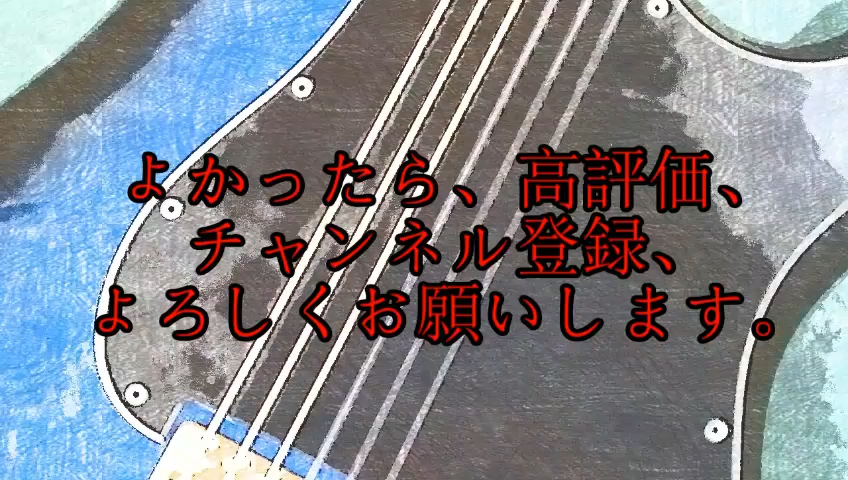 よかったら、高評価、
チャンネル登録、
よろしくお願いします。